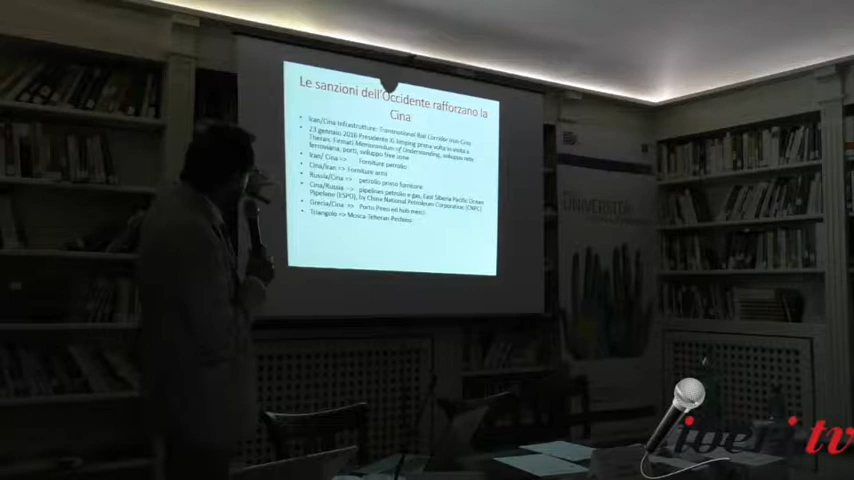 Le sanzioni dell'Occidente rafforzano la
Cina
• Iran/Cina Infrastrutture: Transnational Rail Corridor Iran-Cina
• 23 gennaio 2016 Presidente Xi Jinping prima volta in visita a
Theran: Firmati Memorandum of Understanding, sviluppo rete
ferroviaria, porti, sviluppo free zone
• Iran/ Cina => Forniture petrolio
• Cina/Iran => Forniture armi
• Russia/Cina=> petrolio primo fornitore
• Cina/Russia => pipelines petrolio e gas, East Siberia Pacific Ocean
Pipeline (ESPO), by China National Petroleum Corporation (CNPC)
• Grecia/Cina => Porto Pireo ed hub merci
• Triangolo => Mosca-Teheran-Pechino
UNIVERSITÀ
liberi.tv